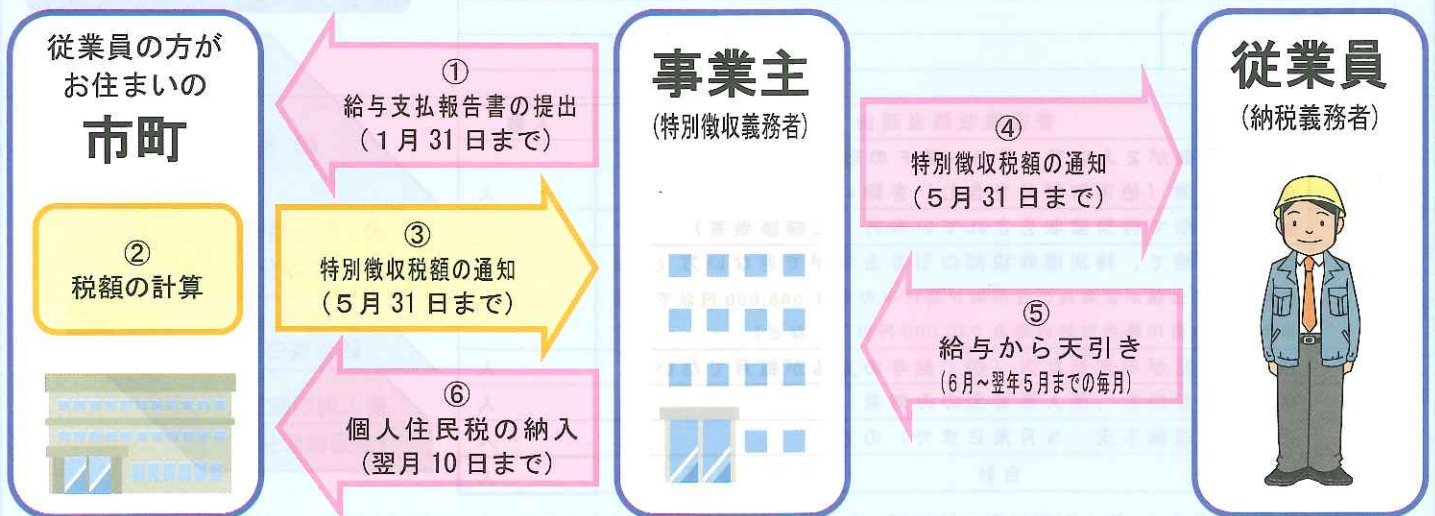 従業員の方が
お住まいの
市町
②
税額の計算
①
給与支払報告書の提出
(1月31日まで)
③
特別徴収税額の通知
(5月31日まで)
⑥
個人住民税の納入
(翌月10日まで)
事業主
(特別徴収義務者)
④
特別徴収税額の通知
(5月31日まで)
⑤
給与から天引き
(6月~翌年5月までの毎月)
従業員
(納税義務者)